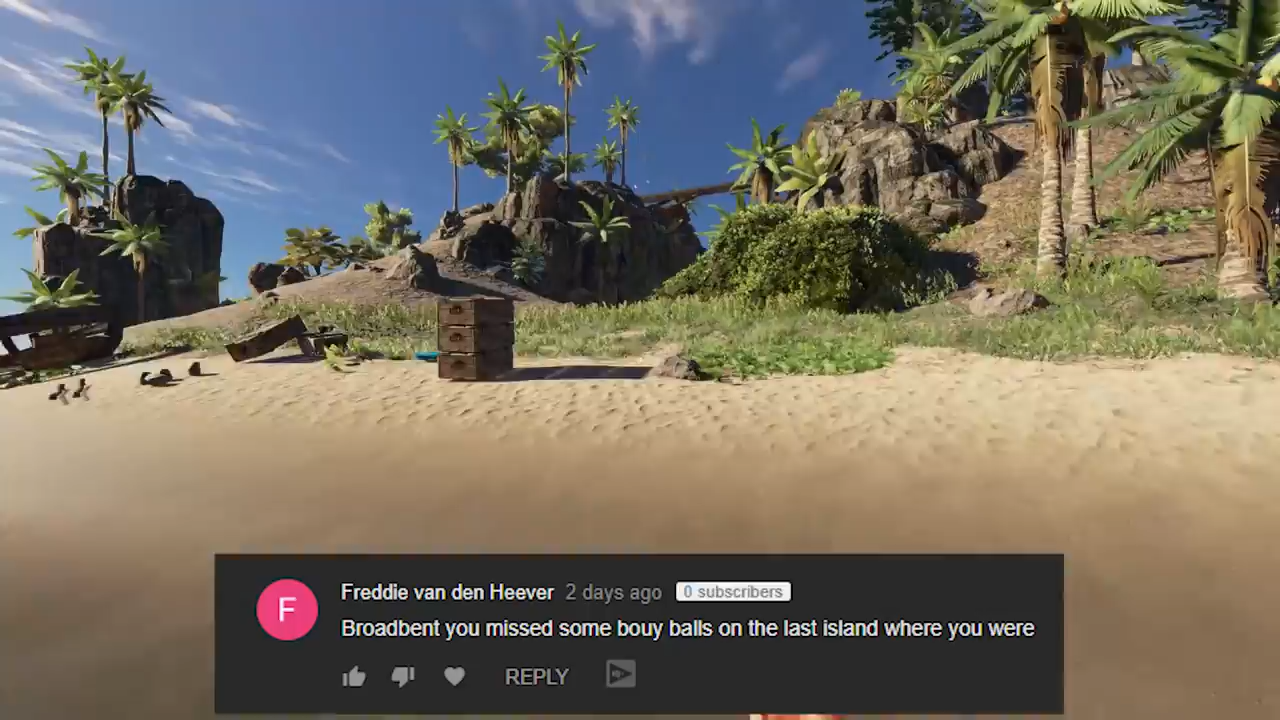 F
Freddie van den Heever 2 days ago 0 subscribers
Broadbent you missed some bouy balls on the last island where you were
REPLY